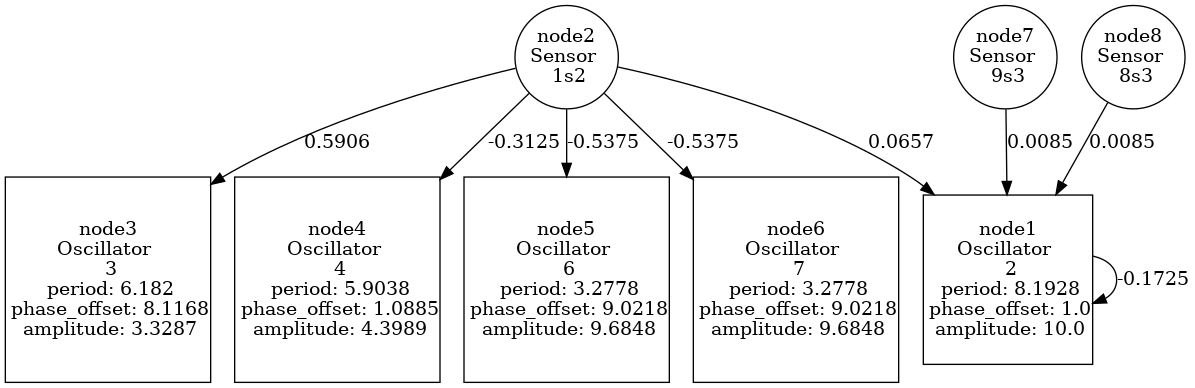 node2
Sensor
1s2
node7
Sensor
9s3
node8
Sensor
8s3
0.5906
-0.3125
-0.5375
-0.5375
0.0657
0.0085
0.0085
node3
Oscillator
3
period: 6.182
phase_offset: 8.1168
amplitude: 3.3287
node4
Oscillator
4
period: 5.9038
phase_offset: 1.0885
amplitude: 4.3989
node5
Oscillator
6
period: 3.2778
phase_offset: 9.0218
amplitude: 9.6848
node6
Oscillator
7
period: 3.2778
phase_offset: 9.0218
amplitude: 9.6848
node1
Oscillator
2
period: 8.1928
phase_offset: 1.0
amplitude: 10.0
-0.1725